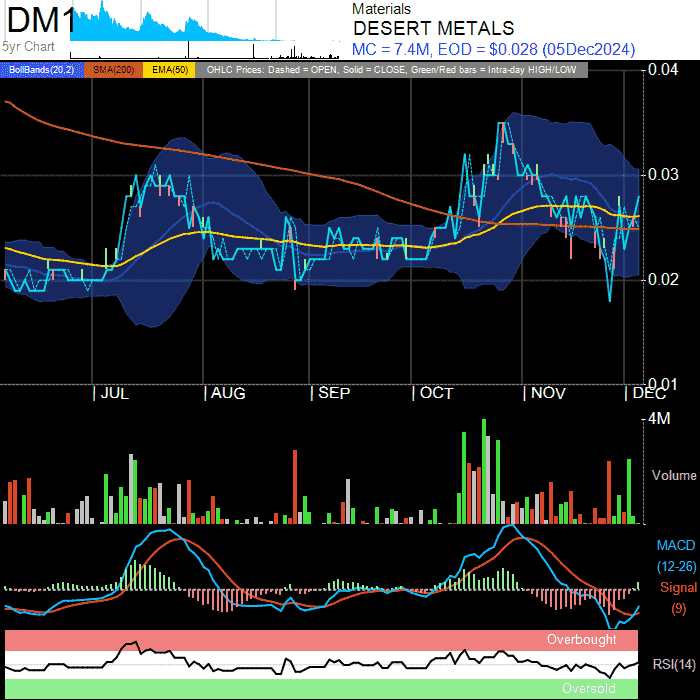 DM1
5yr Chart
Materials
DESERT METALS
MC = 7.4M, EOD = $0.028 (05Dec2024)
BollBands(20,2) SMA(200) EMA(50) OHLC Prices: Dashed = OPEN, Solid = CLOSE, Green/Red bars = Intra-day HIGH/LOW
0.04
0.03
0.02
0.01
JUL AUG SEP OCT NOV DEC
4M
Volume
MACD
(12-26)
Signal
(9)
Overbought
RSI(14)
Oversold